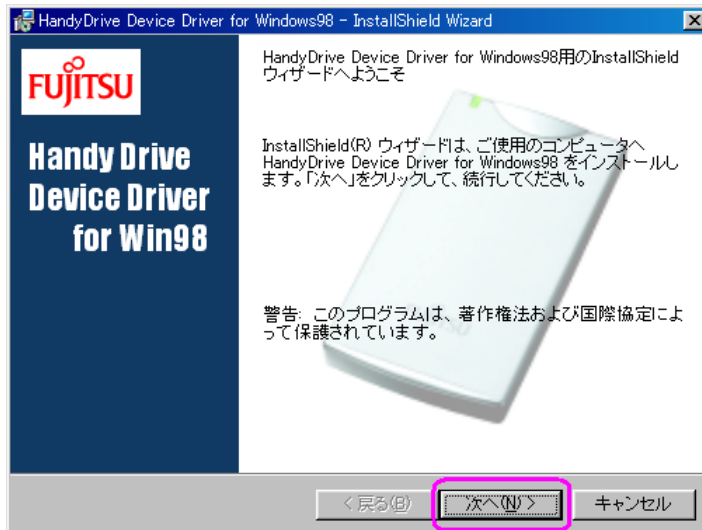 HandyDrive Device Driver for Windows98 - InstallShield Wizard
FUJITSU
Handy Drive
Device Driver
for Win98
HandyDrive Device Driver for Windows98用のInstallShield
ウィザードへようこそ
InstallShield(R) ウィザードは、ご使用のコンピュータへ
HandyDrive Device Driver for Windows98 をインストールし
ます。「次へ」をクリックして、続行してください。
警告: このプログラムは、著作権法および国際協定によ
って保護されています。
< 戻る(B)
次へ(N) >
キャンセル